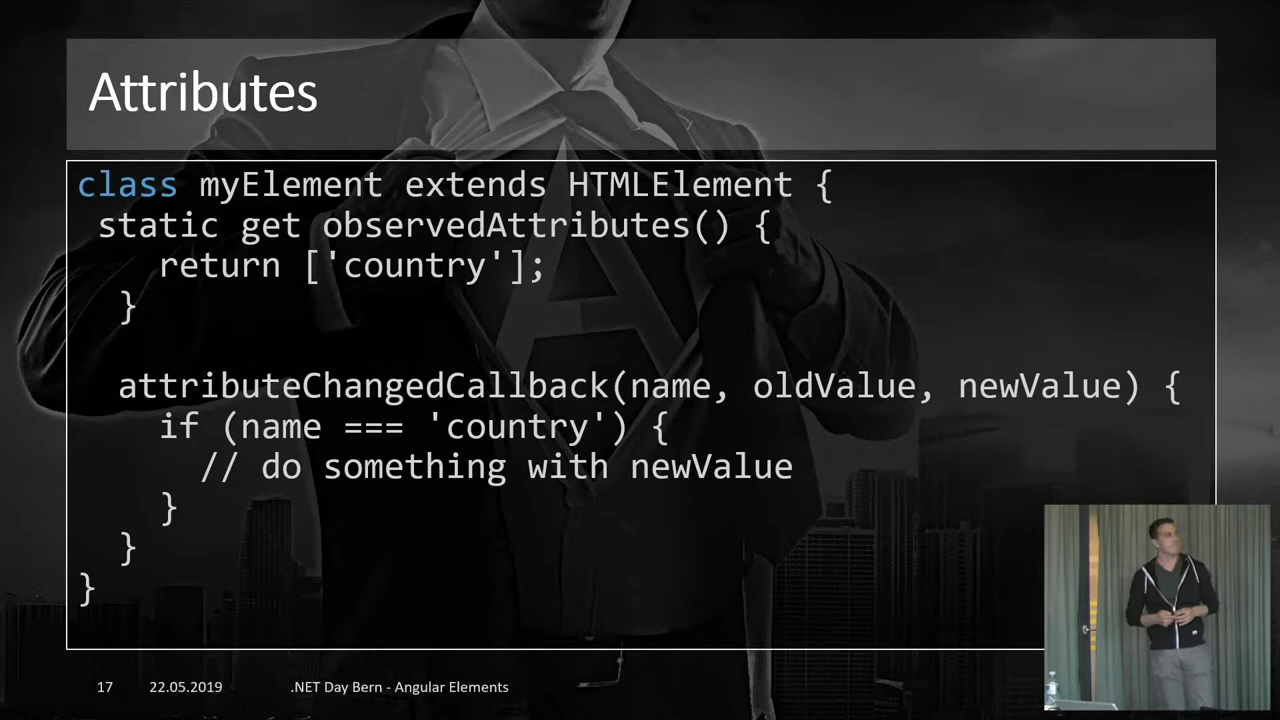 Attributes
class myElement extends HTMLElement {
static get observedAttributes() {
return ['country'];
}
attributeChangedCallback(name, oldValue, newValue) {
if (name === 'country') {
// do something with newValue
}
}
}
17 22.05.2019 .NET Day Bern - Angular Elements